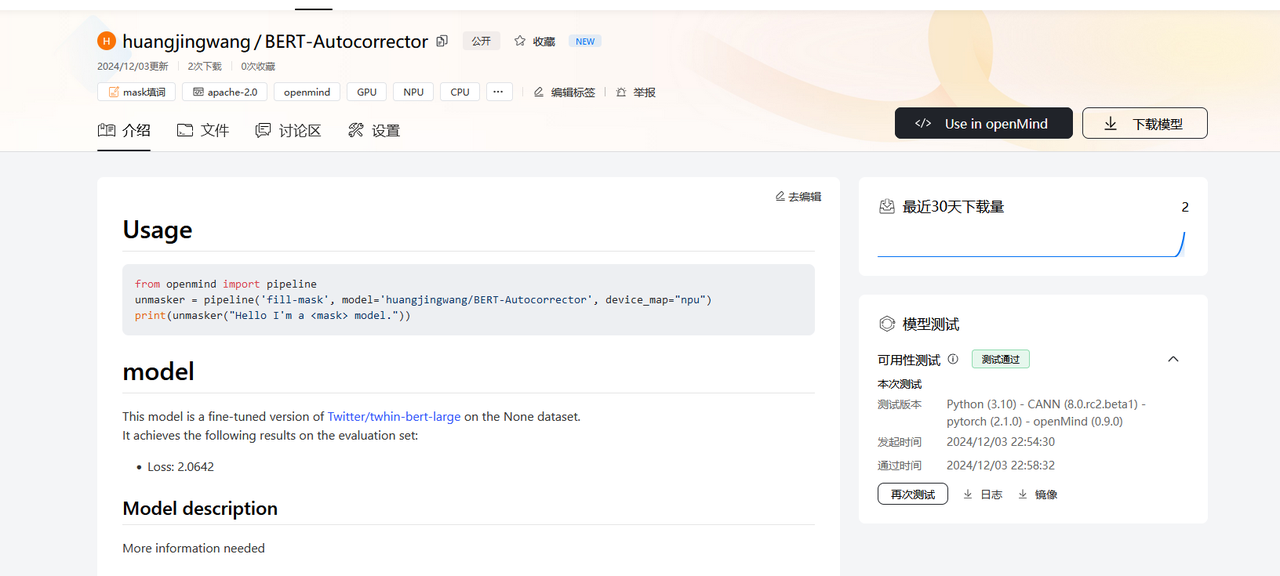 H huangjingwang / BERT-Autocorrector 公开 收藏 NEW
2024/12/03更新 2次下载 0次收藏
mask填词 apache-2.0 openmind GPU NPU CPU ... 编辑标签 举报
介绍 文件 讨论区 设置
</> Use in openMind 下载模型
去编辑
Usage
from openmind import pipeline
unmasker = pipeline('fill-mask', model='huangjingwang/BERT-Autocorrector', device_map="npu")
print(unmasker("Hello I'm a <mask> model."))
model
This model is a fine-tuned version of Twitter/twhin-bert-large on the None dataset.
It achieves the following results on the evaluation set:
• Loss: 2.0642
Model description
More information needed
最近30天下载量 2
模型测试
可用性测试 测试通过
本次测试
测试版本 Python (3.10) - CANN (8.0.rc2.beta1) -
pytorch (2.1.0) - openMind (0.9.0)
发起时间 2024/12/03 22:54:30
通过时间 2024/12/03 22:58:32
再次测试 日志 镜像